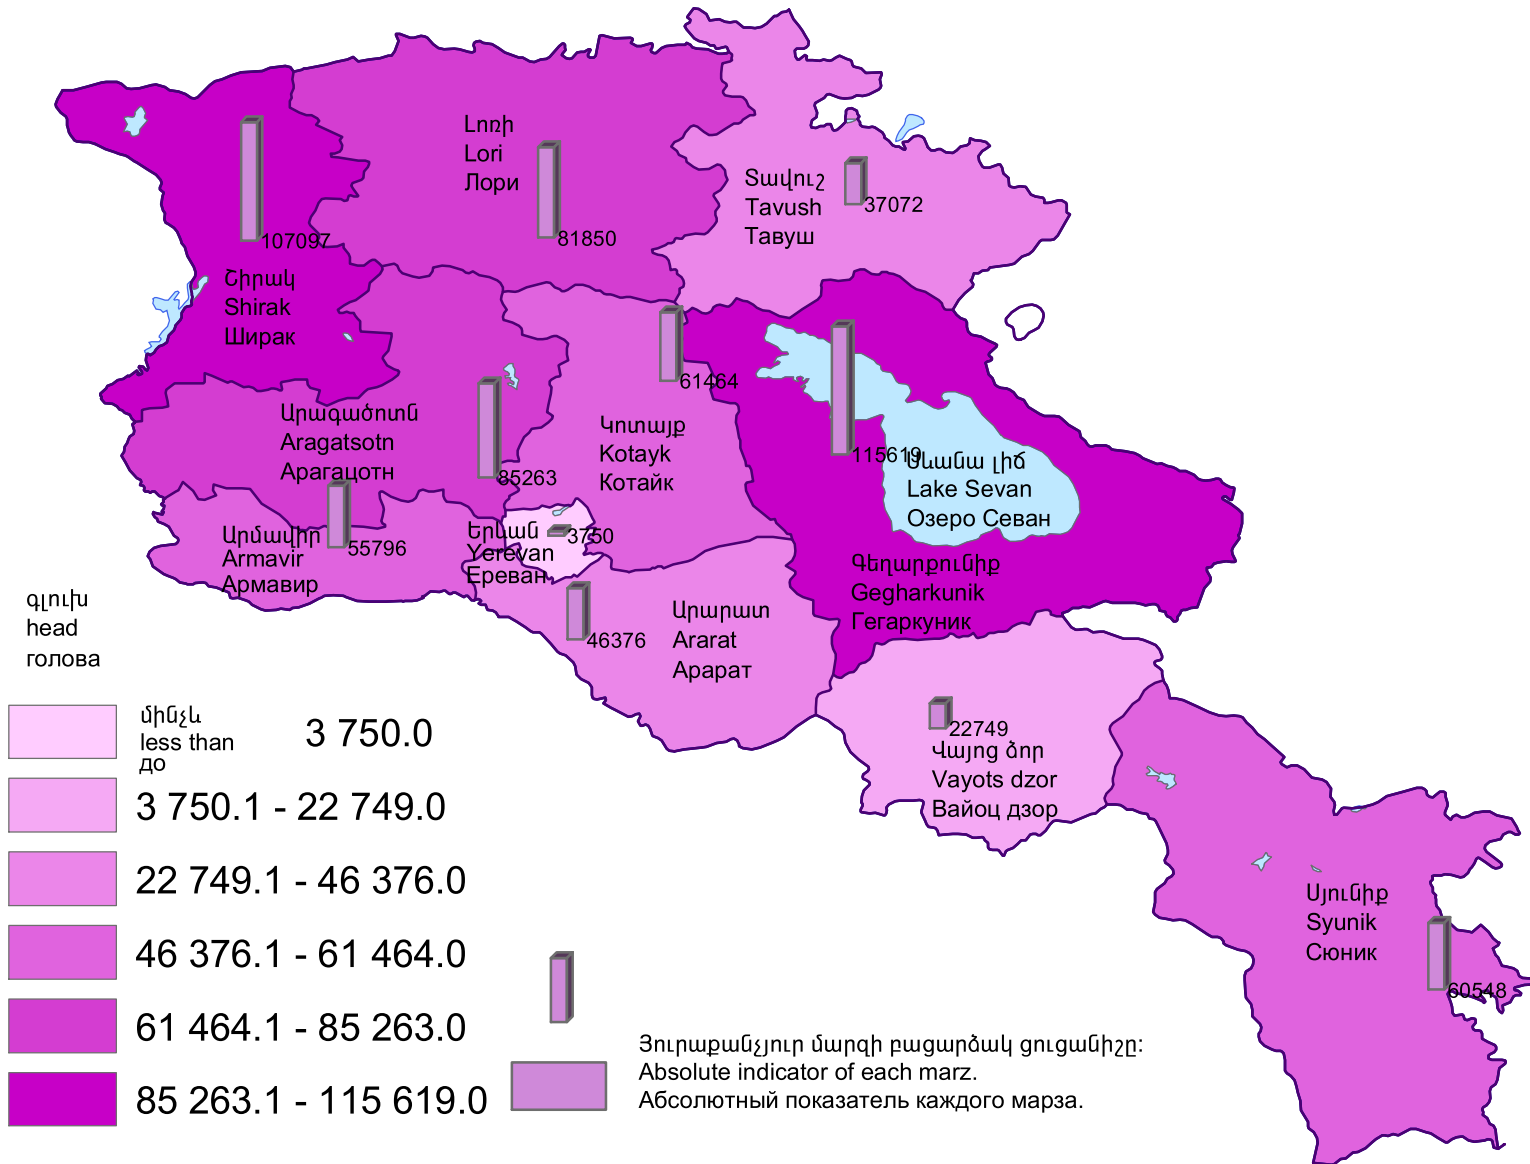 Լոռի
Lori
Лори
81850
Տավուշ
Tavush
Тавуш
37072
107097
Շիրակ
Shirak
Ширак
61464
Արագածոտն
Aragatsotn
Арагацотн
85263
Կոտայք
Kotayk
Котайк
115619
Սևանա լիճ
Lake Sevan
Озеро Севан
Արմավիր
Armavir
Армавир
55796
Երևան
Yerevan
Ереван
3750
Գեղարքունիք
Gegharkunik
Гегаркуник
գլուխ
head
голова
46376
Արարատ
Ararat
Арарат
22749
Վայոց ձոր
Vayots dzor
Вайоц дзор
Սյունիք
Syunik
Сюник
60548
մինչև
less than
до
3 750.0
3 750.1 - 22 749.0
22 749.1 - 46 376.0
46 376.1 - 61 464.0
61 464.1 - 85 263.0
85 263.1 - 115 619.0
Յուրաքանչյուր մարզի բացարձակ ցուցանիշը:
Absolute indicator of each marz.
Абсолютный показатель каждого марза.